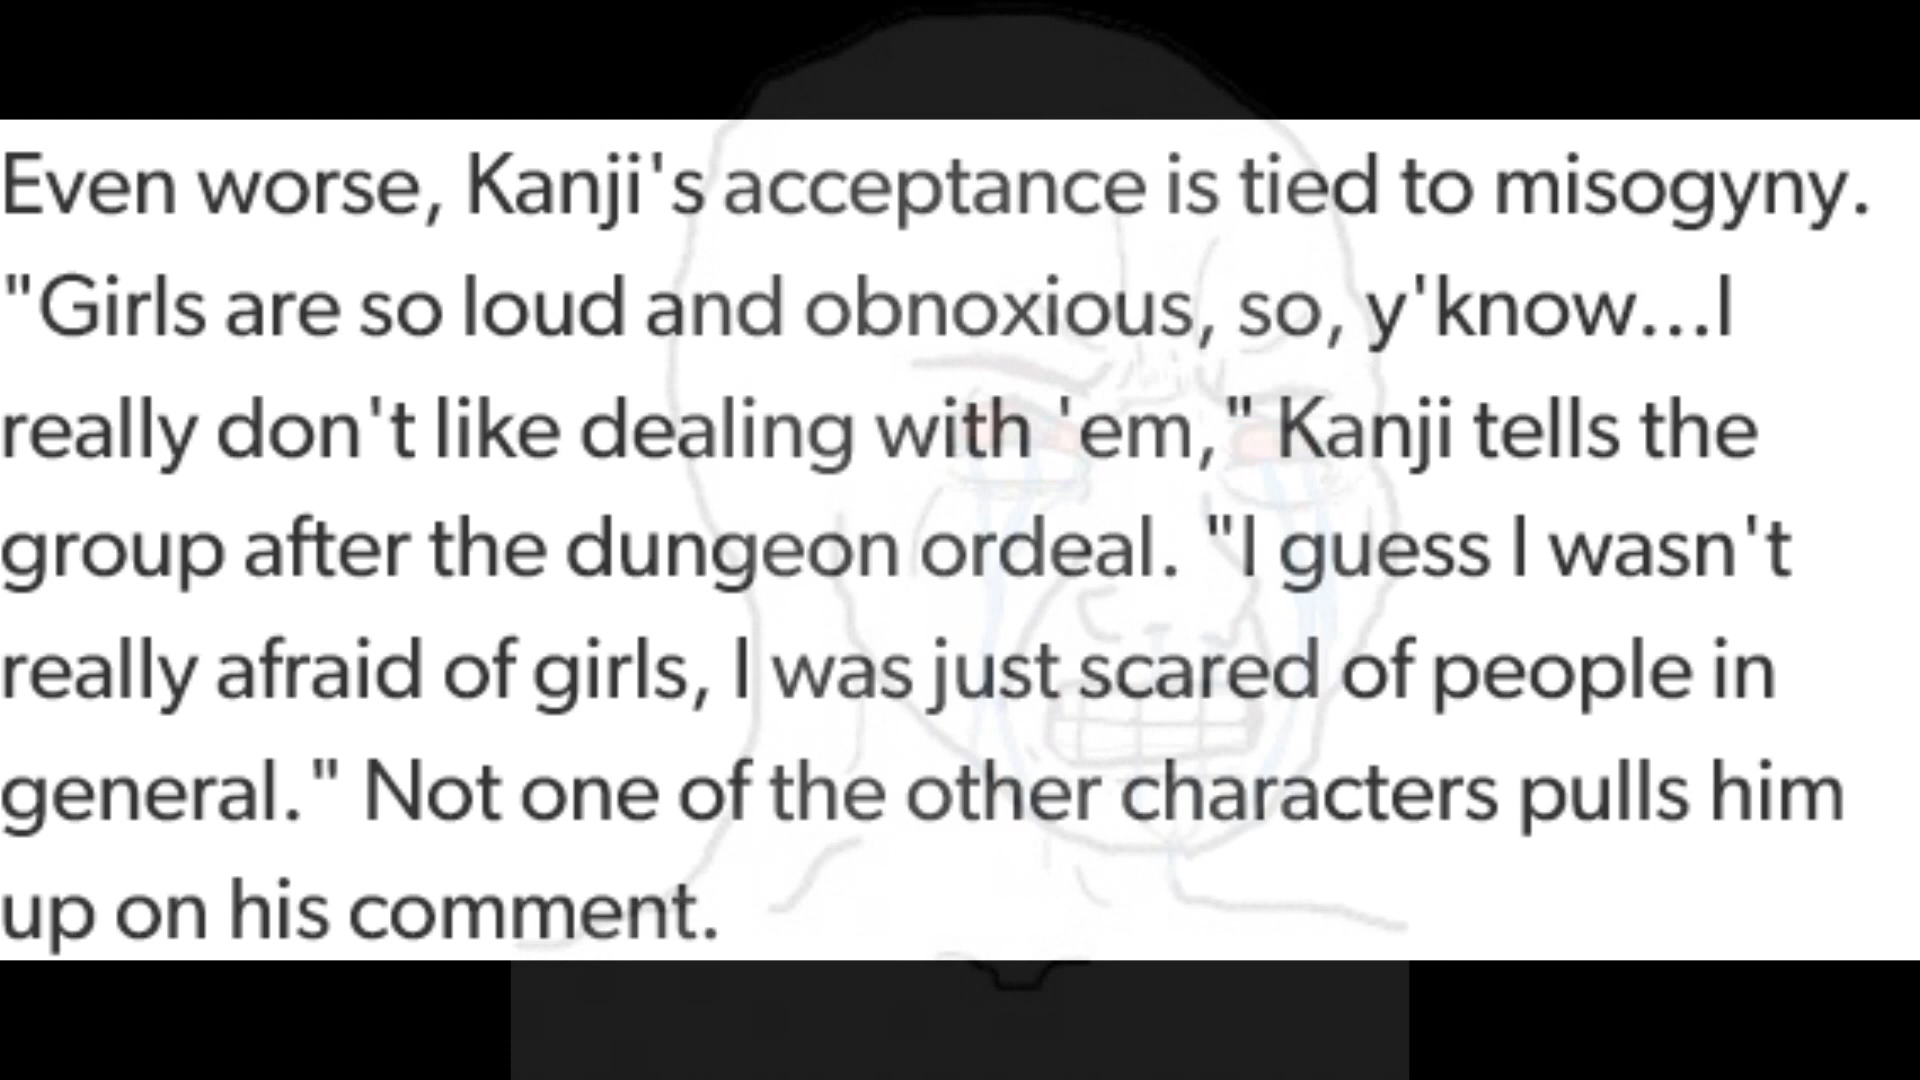 Even worse, Kanji's acceptance is tied to misogyny.
"Girls are so loud and obnoxious, so, y'know...I
really don't like dealing with 'em," Kanji tells the
group after the dungeon ordeal. "I guess I wasn't
really afraid of girls, I was just scared of people in
general." Not one of the other characters pulls him
up on his comment.